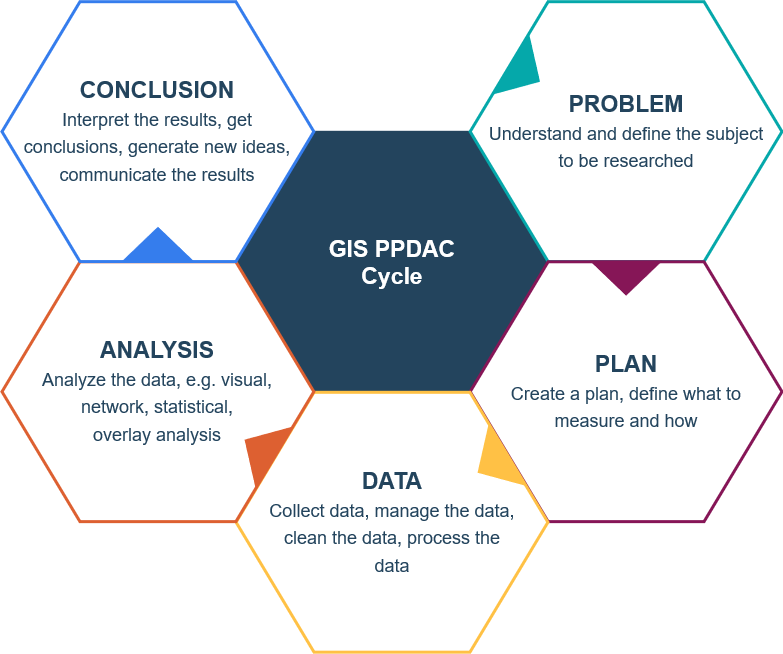 GIS PPDAC
Cycle
PROBLEM
Understand and define the subject
to be researched
PLAN
Create a plan, define what to
measure and how
DATA
Collect data, manage the data,
clean the data, process the
data
ANALYSIS
Analyze the data, e.g. visual,
network, statistical,
overlay analysis
CONCLUSION
Interpret the results, get
conclusions, generate new ideas,
communicate the results